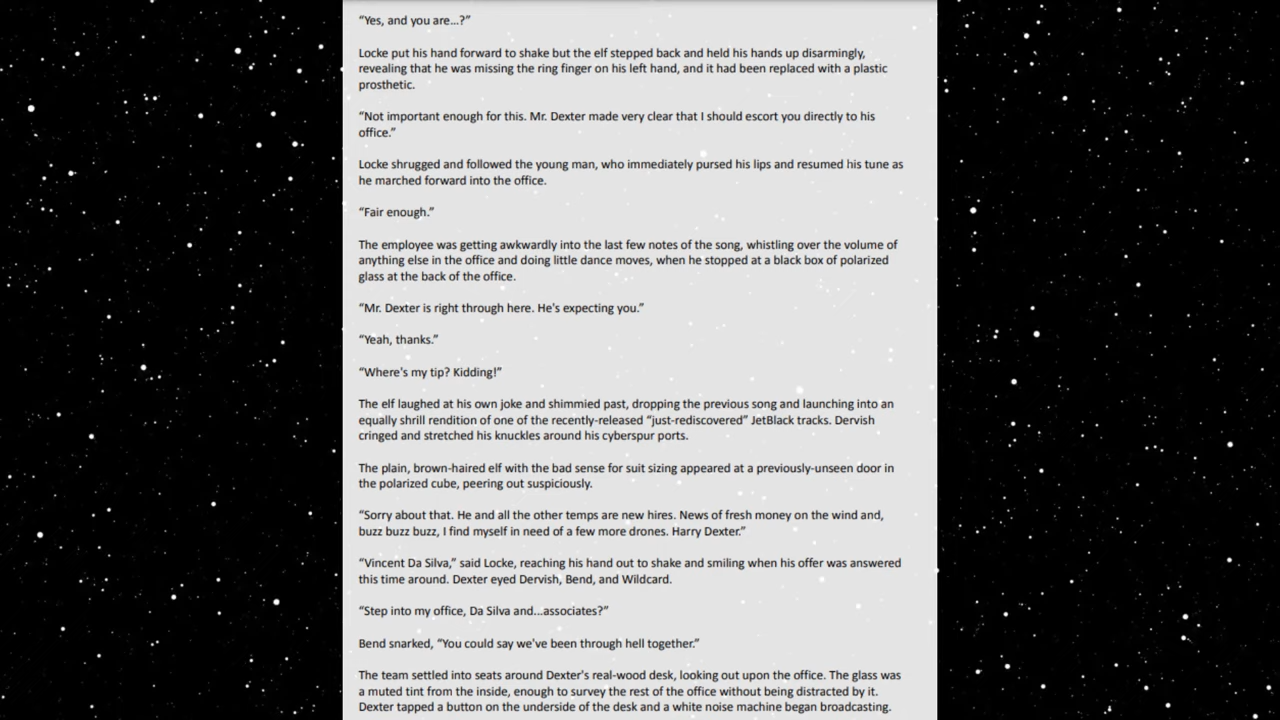 “Yes, and you are...?”
Locke put his hand forward to shake but the elf stepped back and held his hands up disarmingly,
revealing that he was missing the ring finger on his left hand, and it had been replaced with a plastic
prosthetic.
“Not important enough for this. Mr. Dexter made very clear that I should escort you directly to his
office.”
Locke shrugged and followed the young man, who immediately pursed his lips and resumed his tune as
he marched forward into the office.
“Fair enough.”
The employee was getting awkwardly into the last few notes of the song, whistling over the volume of
anything else in the office and doing little dance moves, when he stopped at a black box of polarized
glass at the back of the office.
“Mr. Dexter is right through here. He's expecting you.”
“Yeah, thanks.”
“Where's my tip? Kidding!”
The elf laughed at his own joke and shimmied past, dropping the previous song and launching into an
equally shrill rendition of one of the recently-released “just-rediscovered” JetBlack tracks. Dervish
cringed and stretched his knuckles around his cyberspur ports.
The plain, brown-haired elf with the bad sense for suit sizing appeared at a previously-unseen door in
the polarized cube, peering out suspiciously.
“Sorry about that. He and all the other temps are new hires. News of fresh money on the wind and,
buzz buzz buzz, I find myself in need of a few more drones. Harry Dexter.”
“Vincent Da Silva,” said Locke, reaching his hand out to shake and smiling when his offer was answered
this time around. Dexter eyed Dervish, Bend, and Wildcard.
“Step into my office, Da Silva and...associates?”
Bend snarked, “You could say we've been through hell together.”
The team settled into seats around Dexter's real-wood desk, looking out upon the office. The glass was
a muted tint from the inside, enough to survey the rest of the office without being distracted by it.
Dexter tapped a button on the underside of the desk and a white noise machine began broadcasting.